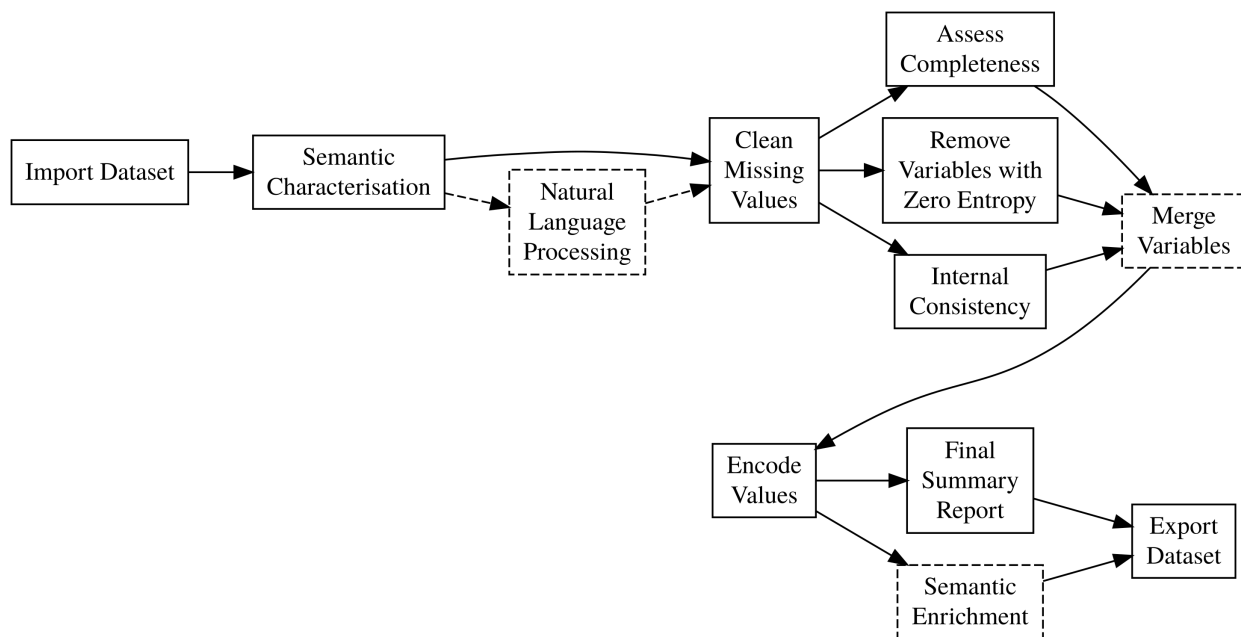 Import Dataset
Semantic
Characterisation
Natural
Language
Processing
Clean
Missing
Values
Assess
Completeness
Remove
Variables with
Zero Entropy
Internal
Consistency
Merge
Variables
Encode
Values
Final
Summary
Report
Semantic
Enrichment
Export
Dataset